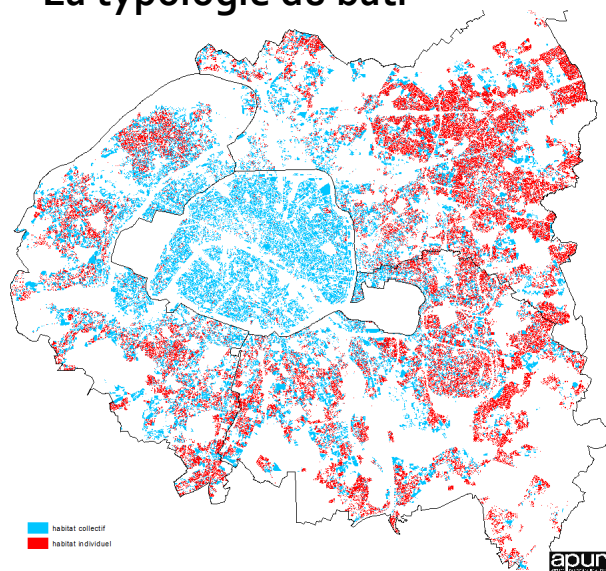 La typologie du bâti
habitat collectif
habitat individuel
apur